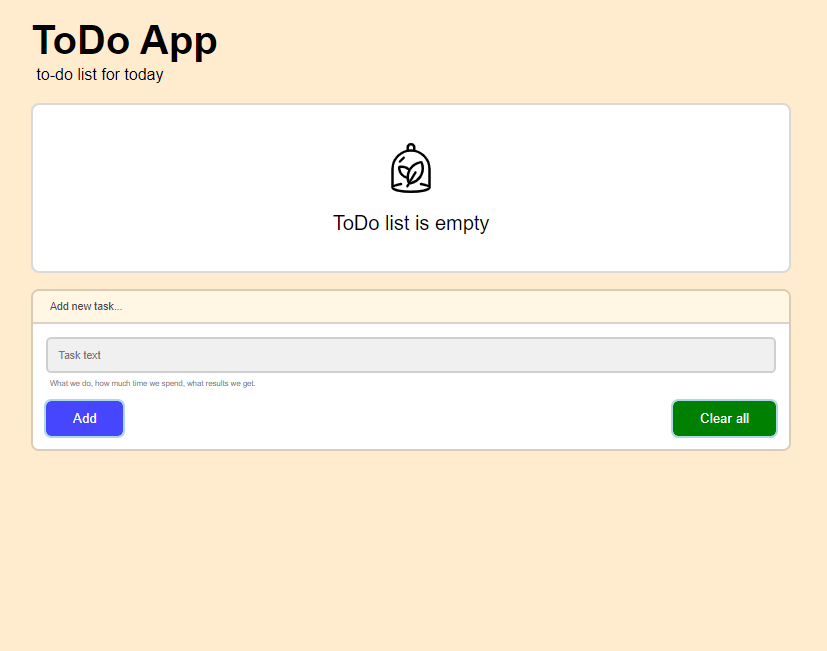 ToDo App
to-do list for today
ToDo list is empty
Add new task...
Task text
What we do, how much time we spend, what results we get.
Add
Clear all